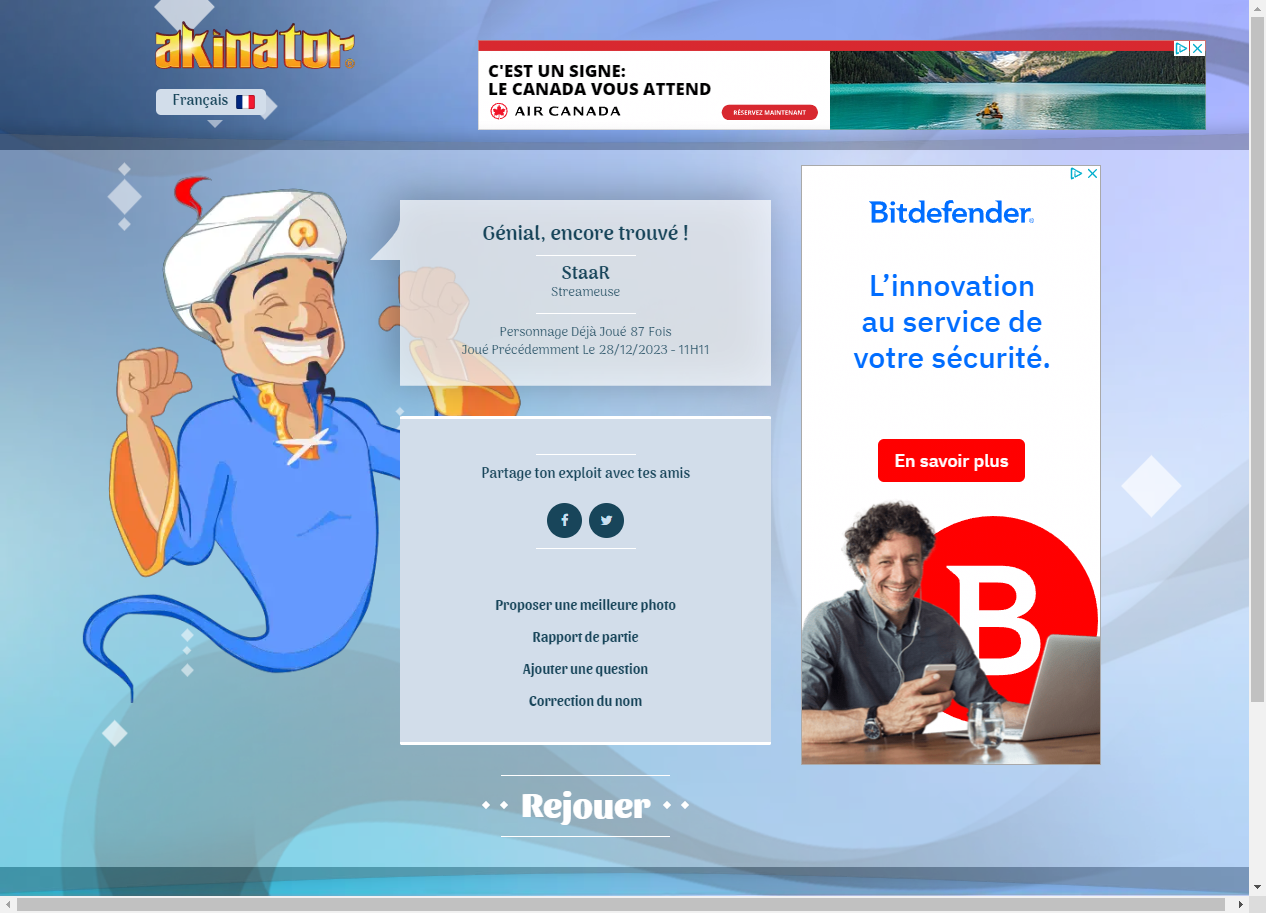 akinator
Français
C'EST UN SIGNE:
LE CANADA VOUS ATTEND
AIR CANADA
RÉSERVEZ MAINTENANT
Génial, encore trouvé !
StaaR
Streameuse
Personnage Déjà Joué 87 Fois
Joué Précédemment Le 28/12/2023 - 11H11
Partage ton exploit avec tes amis
Proposer une meilleure photo
Rapport de partie
Ajouter une question
Correction du nom
Rejouer
Bitdefender
L'innovation
au service de
votre sécurité.
En savoir plus
B